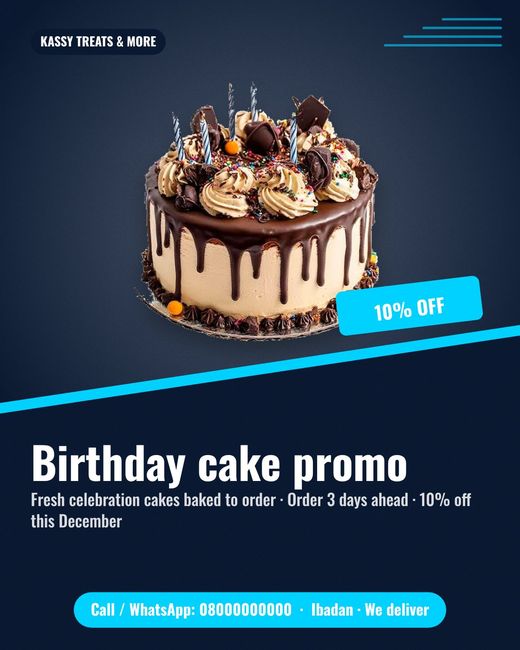 KASSY TREATS & MORE
10% OFF
Birthday cake promo
Fresh celebration cakes baked to order · Order 3 days ahead · 10% off
this December
Call / WhatsApp: 08000000000 · Ibadan · We deliver